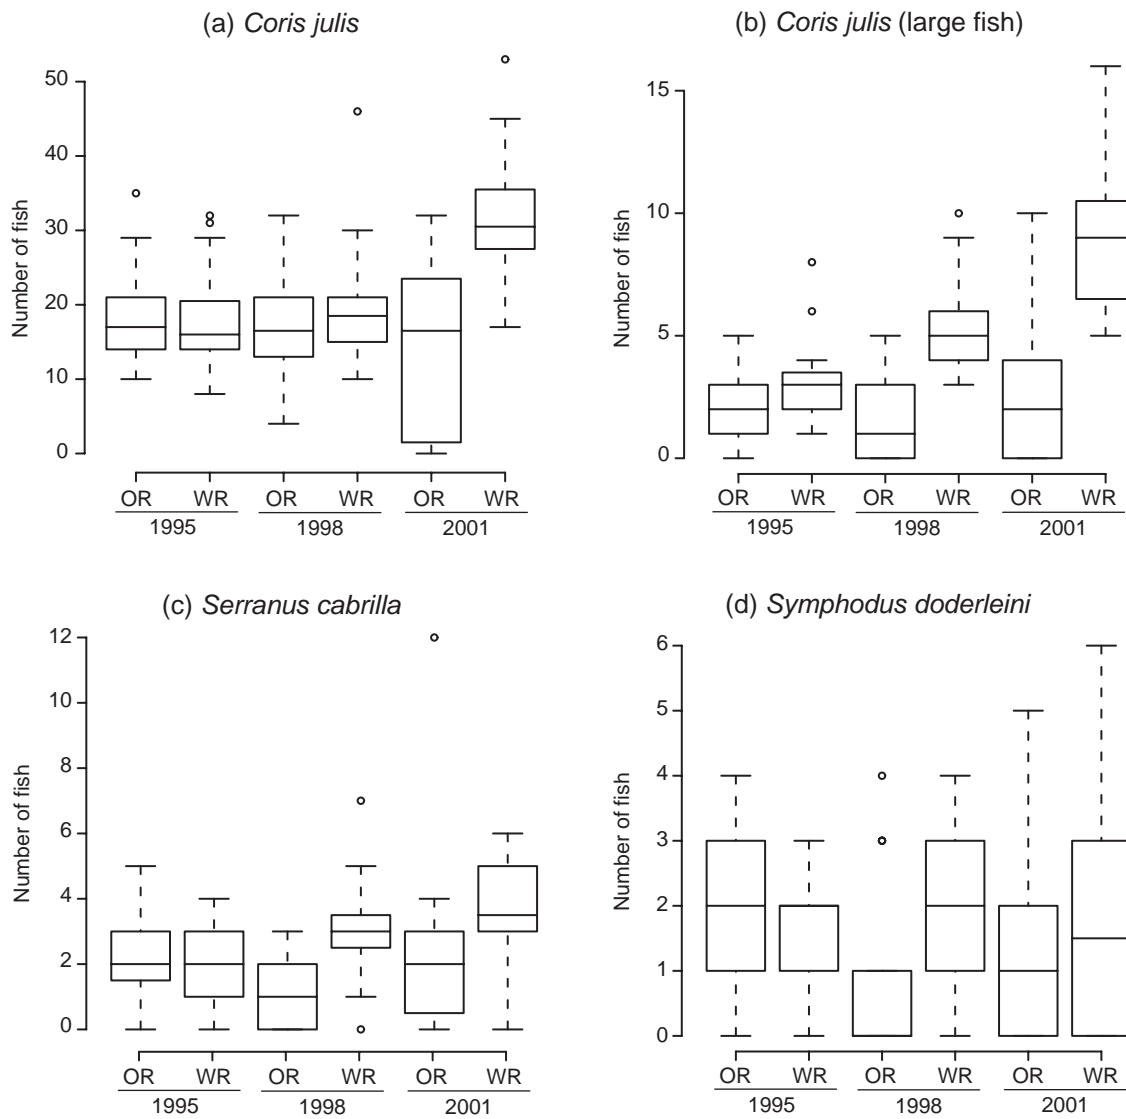 (a) Coris julis
Number of fish
50
40
30
20
10
0
OR WR OR WR OR WR
1995 1998 2001
(b) Coris julis (large fish)
Number of fish
15
10
5
0
OR WR OR WR OR WR
1995 1998 2001
(c) Serranus cabrilla
Number of fish
12
10
8
6
4
2
0
OR WR OR WR OR WR
1995 1998 2001
(d) Symphodus doderleini
Number of fish
6
5
4
3
2
1
0
OR WR OR WR OR WR
1995 1998 2001